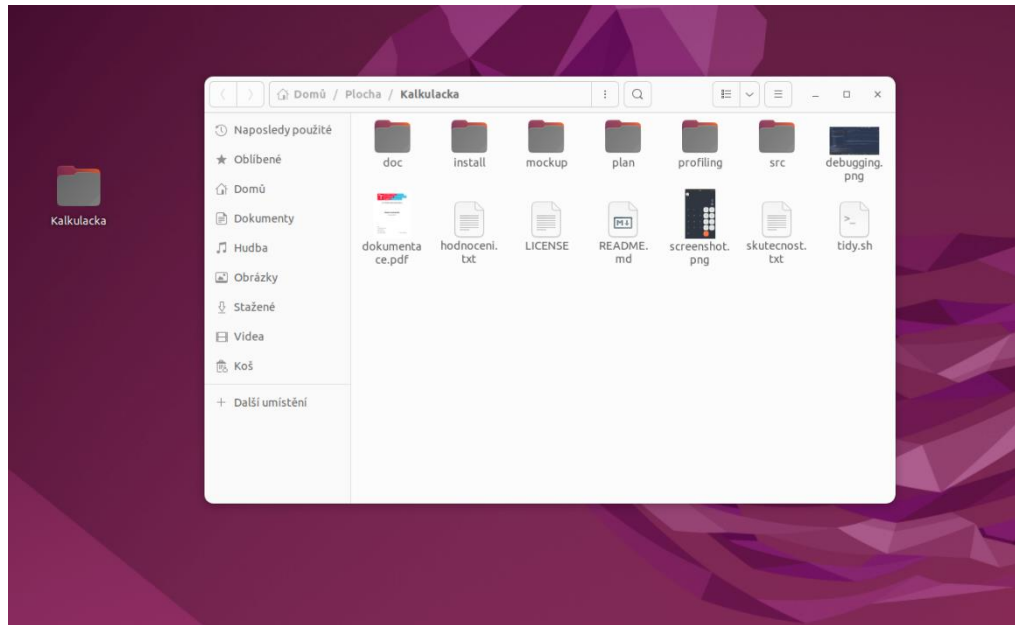 Domů / Plocha / Kalkulacka
Naposledy použité
Oblíbené
Domů
Dokumenty
Hudba
Obrázky
Stažené
Videa
Koš
Další umístění
Kalkulacka
doc
install
mockup
plan
profiling
src
debugging.
png
dokumenta
ce.pdf
hodnoceni.
txt
LICENSE
README.
md
screenshot.
png
skutecnost.
txt
tidy.sh